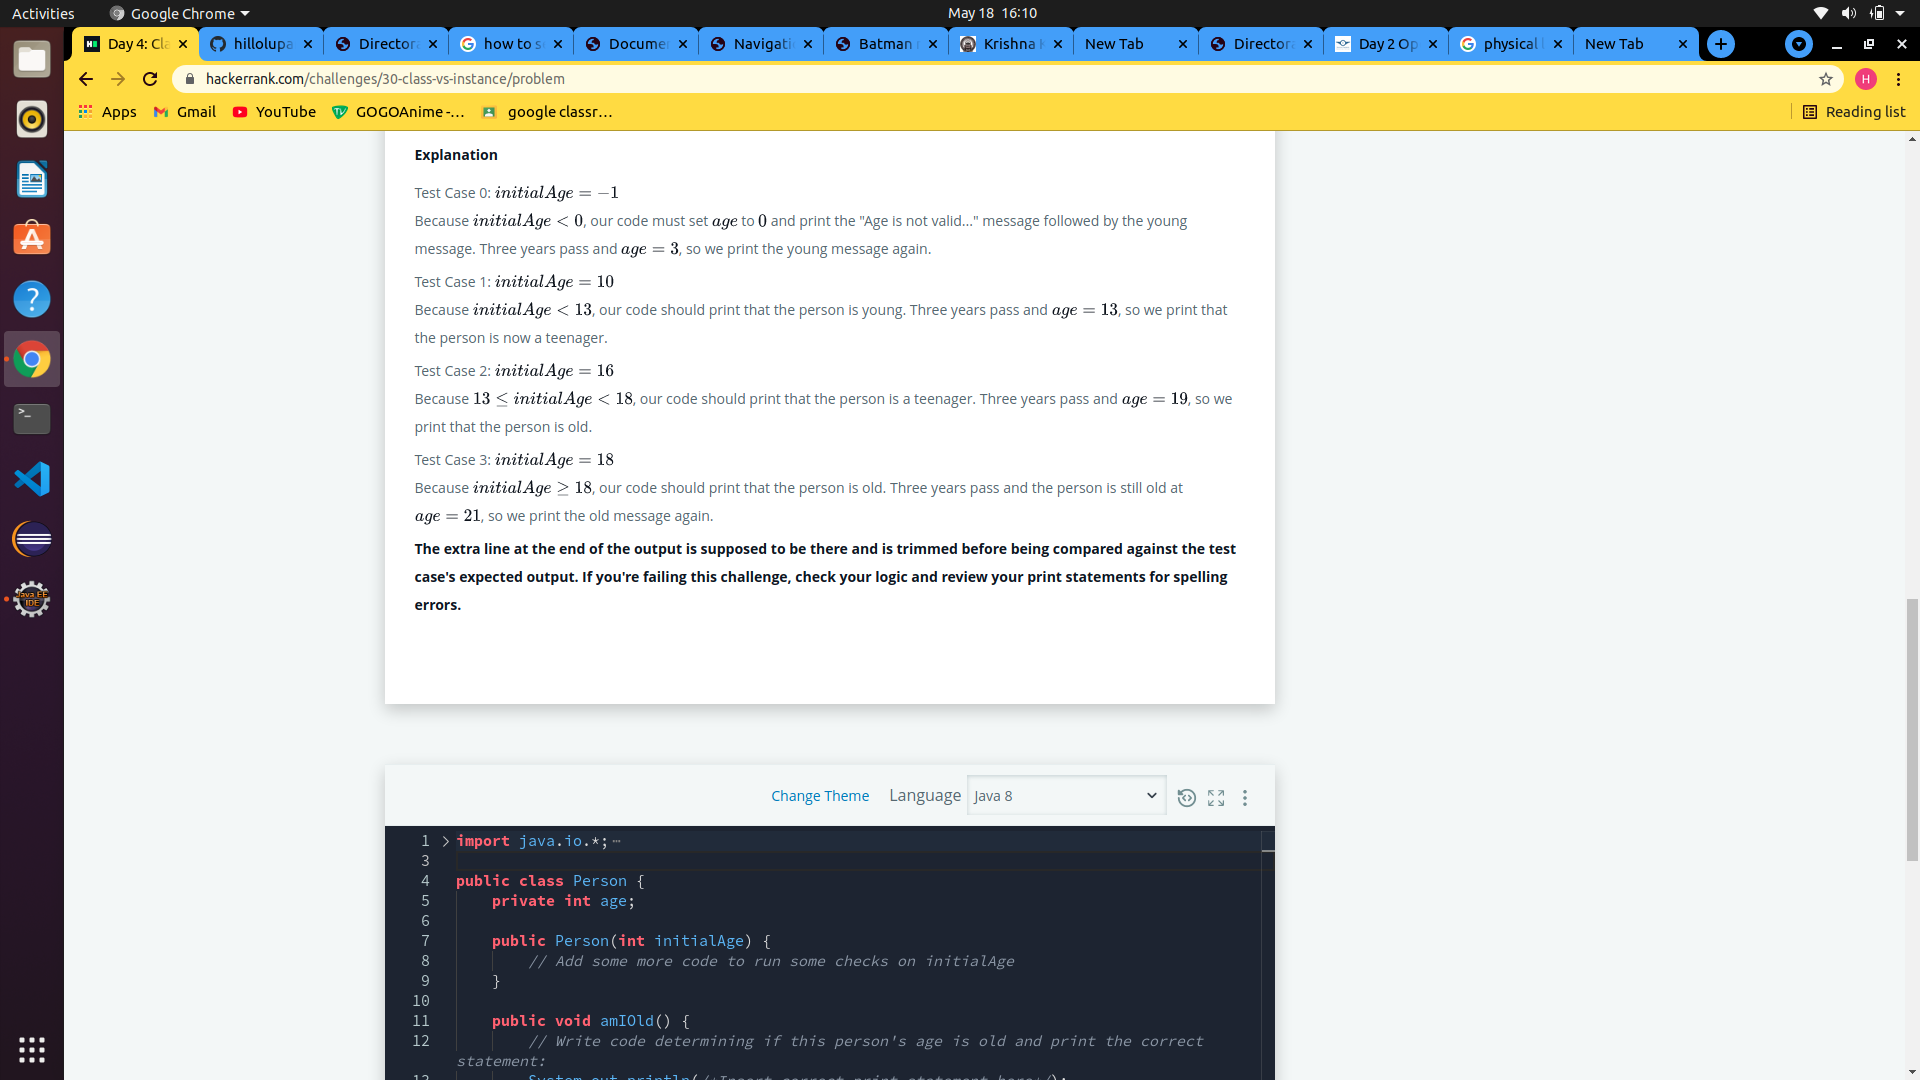 Activities
Google Chrome
May 18 16:10
Day 4: Cla
hillolupa
Director
how to s
Documen
Navigati
Batman
Krishna
New Tab
Director
Day 2 Op
physical
New Tab
hackerrank.com/challenges/30-class-vs-instance/problem
H
Apps
Gmail
YouTube
GOGOAnime -...
google classr...
Reading list
Explanation
Test Case 0: initialAge = −1
Because initialAge < 0, our code must set age to 0 and print the "Age is not valid..." message followed by the young
message. Three years pass and age = 3, so we print the young message again.
Test Case 1: initialAge = 10
Because initialAge < 13, our code should print that the person is young. Three years pass and age = 13, so we print that
the person is now a teenager.
Test Case 2: initialAge = 16
Because 13 ≤ initialAge < 18, our code should print that the person is a teenager. Three years pass and age = 19, so we
print that the person is old.
Test Case 3: initialAge = 18
Because initialAge ≥ 18, our code should print that the person is old. Three years pass and the person is still old at
age = 21, so we print the old message again.
The extra line at the end of the output is supposed to be there and is trimmed before being compared against the test
case's expected output. If you're failing this challenge, check your logic and review your print statements for spelling
errors.
Change Theme
Language
Java 8
1 import java.io.*;
3
4 public class Person {
5 private int age;
6
7 public Person(int initialAge) {
8 // Add some more code to run some checks on initialAge
9 }
10
11 public void amIOld() {
12 // Write code determining if this person's age is old and print the correct
statement:
13 System.out.println(/*Insert correct print statement here*/);
Java EE
IDE